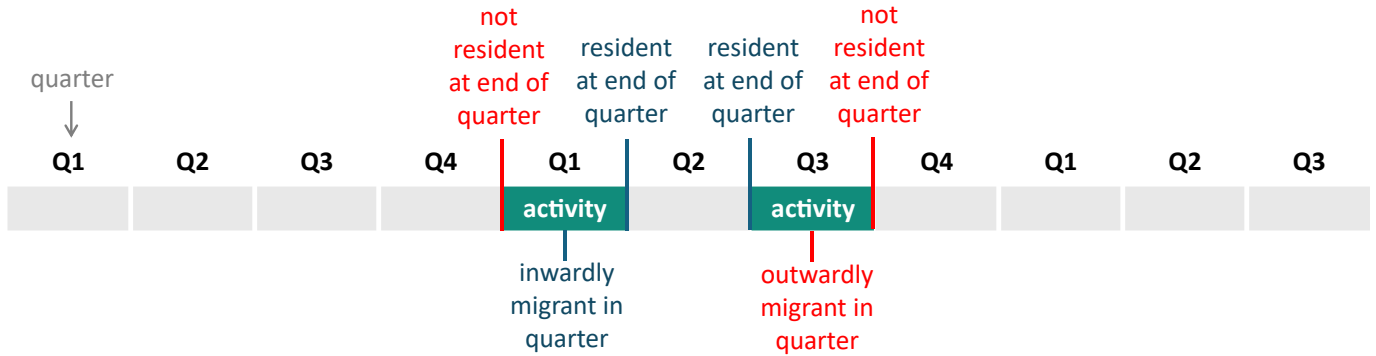 not
resident
at end of
quarter
resident
at end of
quarter
resident
at end of
quarter
not
resident
at end of
quarter
quarter
Q1 Q2 Q3 Q4 Q1 Q2 Q3 Q4 Q1 Q2 Q3
activity activity
inwardly
migrant in
quarter
outwardly
migrant in
quarter